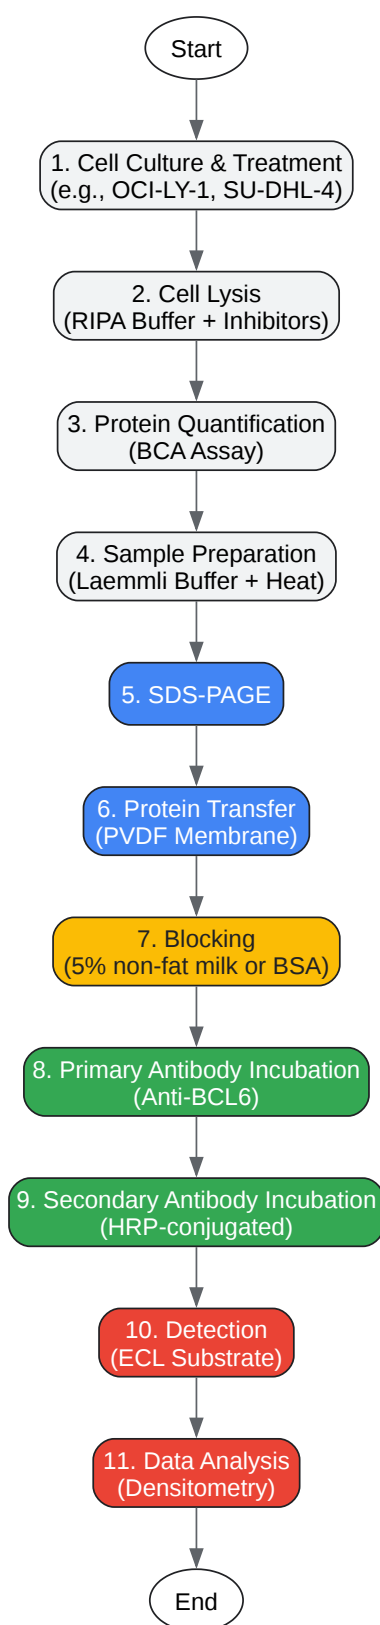 Start
1. Cell Culture & Treatment
(e.g., OCI-LY-1, SU-DHL-4)
2. Cell Lysis
(RIPA Buffer + Inhibitors)
3. Protein Quantification
(BCA Assay)
4. Sample Preparation
(Laemmli Buffer + Heat)
5. SDS-PAGE
6. Protein Transfer
(PVDF Membrane)
7. Blocking
(5% non-fat milk or BSA)
8. Primary Antibody Incubation
(Anti-BCL6)
9. Secondary Antibody Incubation
(HRP-conjugated)
10. Detection
(ECL Substrate)
11. Data Analysis
(Densitometry)
End